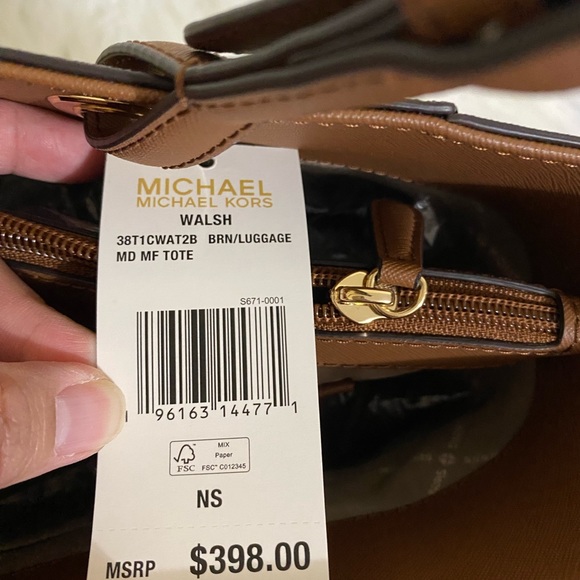 MICHAEL
MICHAEL KORS
WALSH
38T1CWAT2B BRN/LUGGAGE
MD MF TOTE
S671-0001
1 96163 14477 1
FSC
MIX
Paper
FSC™ C012345
NS
MSRP $398.00